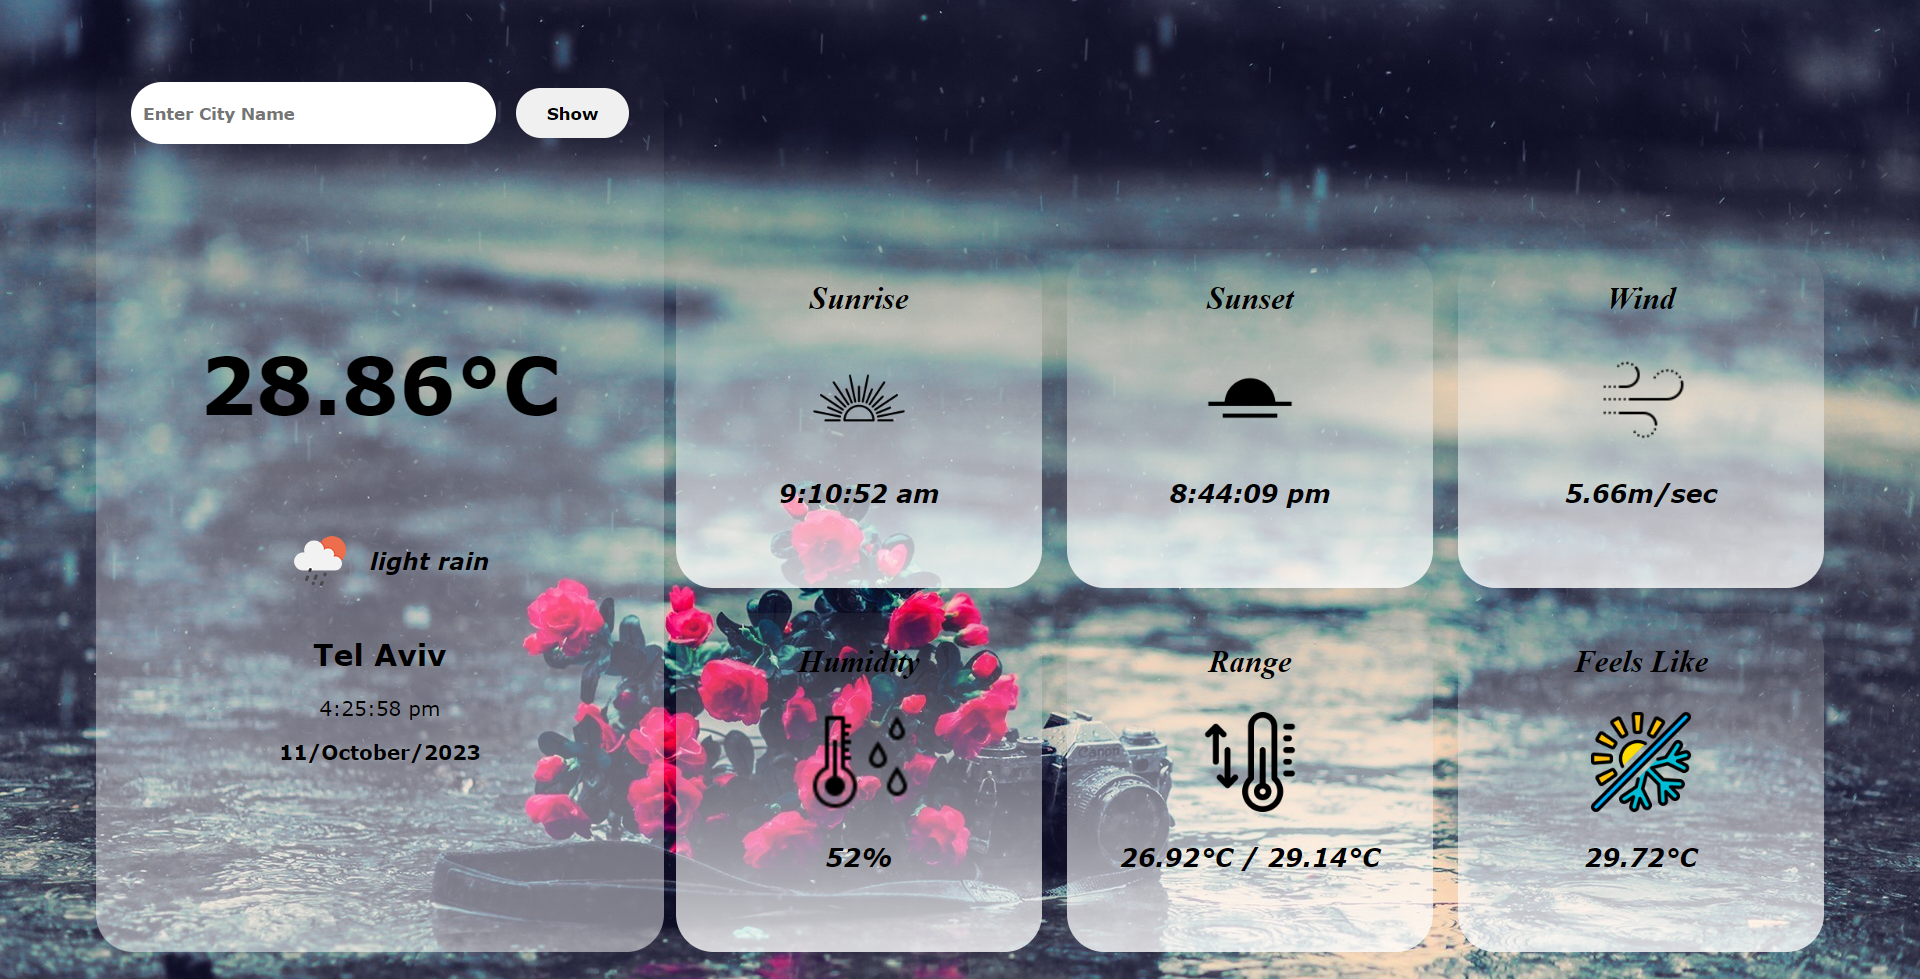 Enter City Name
Show
28.86°C
light rain
Tel Aviv
4:25:58 pm
11/October/2023
Sunrise
9:10:52 am
Sunset
8:44:09 pm
Wind
5.66m/sec
Humidity
52%
Range
26.92°C / 29.14°C
Feels Like
29.72°C
Canon